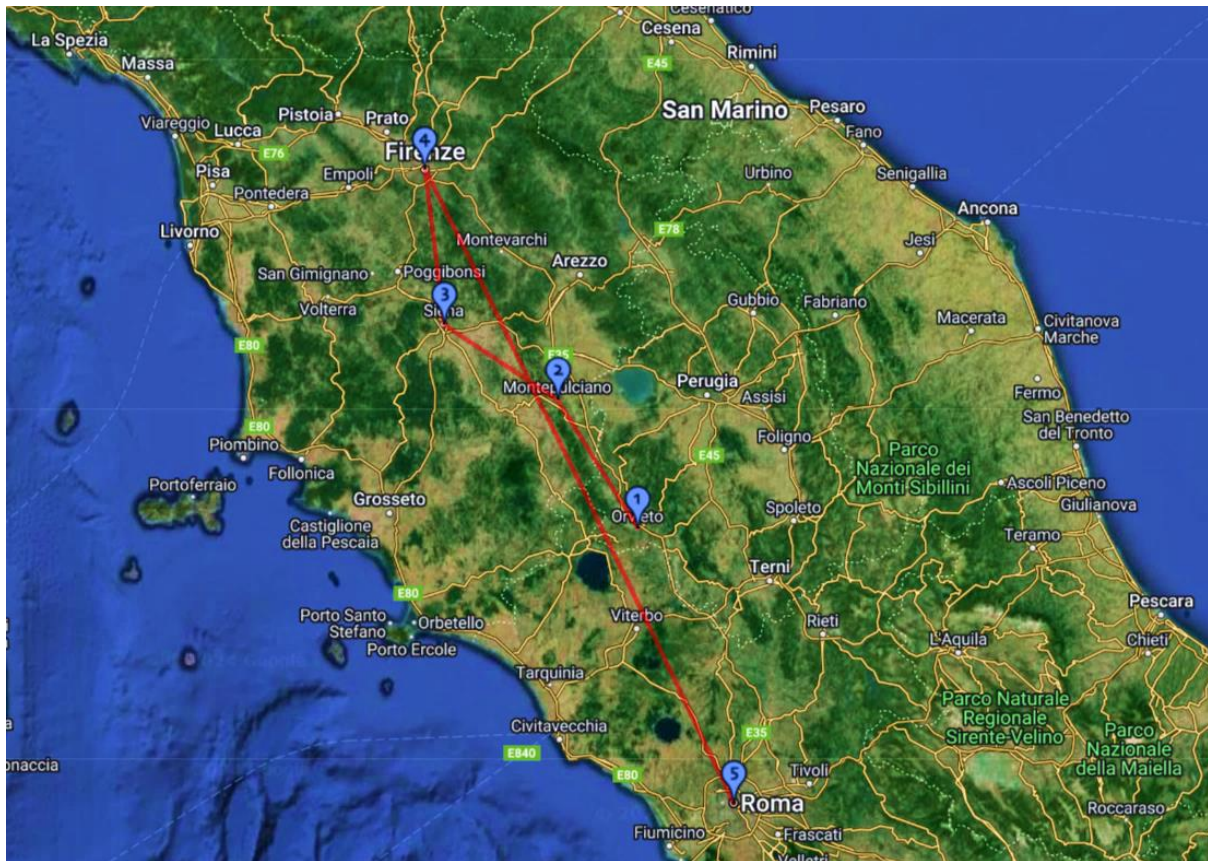 Cesenatico
La Spezia
Cesena
Rimini
Massa
E45
San Marino
Pesaro
Pistoia
Prato
Fano
Viareggio
Lucca
4
Firenze
E76
Empoli
Urbino
Senigallia
Pisa
Pontedera
Ancona
Livorno
E78
Montevarchi
Jesi
Arezzo
San Gimignano
Poggibonsi
3
Siena
Volterra
Gubbio
Fabriano
Macerata
Civitanova
Marche
E80
E35
2
Montepulciano
Perugia
Assisi
Fermo
San Benedetto
del Tronto
E80
Foligno
Piombino
Follonica
E45
Parco
Nazionale dei
Monti Sibillini
Portoferraio
Grosseto
1
Orvieto
Spoleto
Ascoli Piceno
Giulianova
Castiglione
della Pescaia
Teramo
Terni
E80
Porto Santo
Stefano
Orbetello
Porto Ercole
Viterbo
Rieti
Pescara
L'Aquila
Chieti
Tarquinia
Parco Naturale
Regionale
Sirente-Velino
Civitavecchia
E840
E35
Parco
Nazionale
della Maiella
onaccia
E80
5
Tivoli
Roma
Roccaraso
Fiumicino
Frascati
Velletri